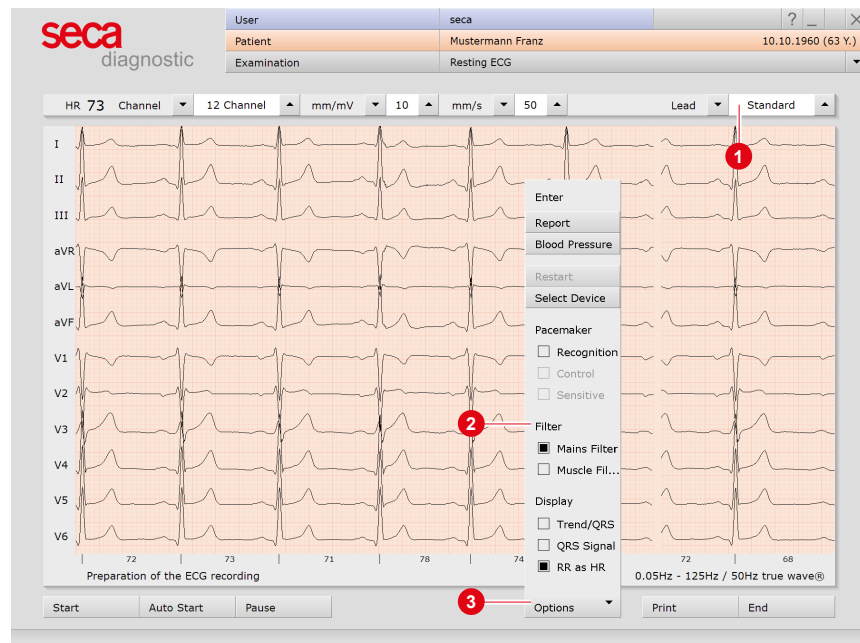 seca
diagnostic
User seca ? _ X
Patient Mustermann Franz 10.10.1960 (63 Y.)
Examination Resting ECG
HR 73 Channel 12 Channel mm/mV 10 mm/s 50 Lead Standard
1
I
II
III
aVR
aVL
aVF
V1
V2
V3
V4
V5
V6
Enter
Report
Blood Pressure
Restart
Select Device
Pacemaker
Recognition
Control
Sensitive
2
Filter
Mains Filter
Muscle Fil...
Display
Trend/QRS
QRS Signal
RR as HR
72 73 71 78 74 72 68
Preparation of the ECG recording 0.05Hz - 125Hz / 50Hz true wave®
3
Start Auto Start Pause Options Print End